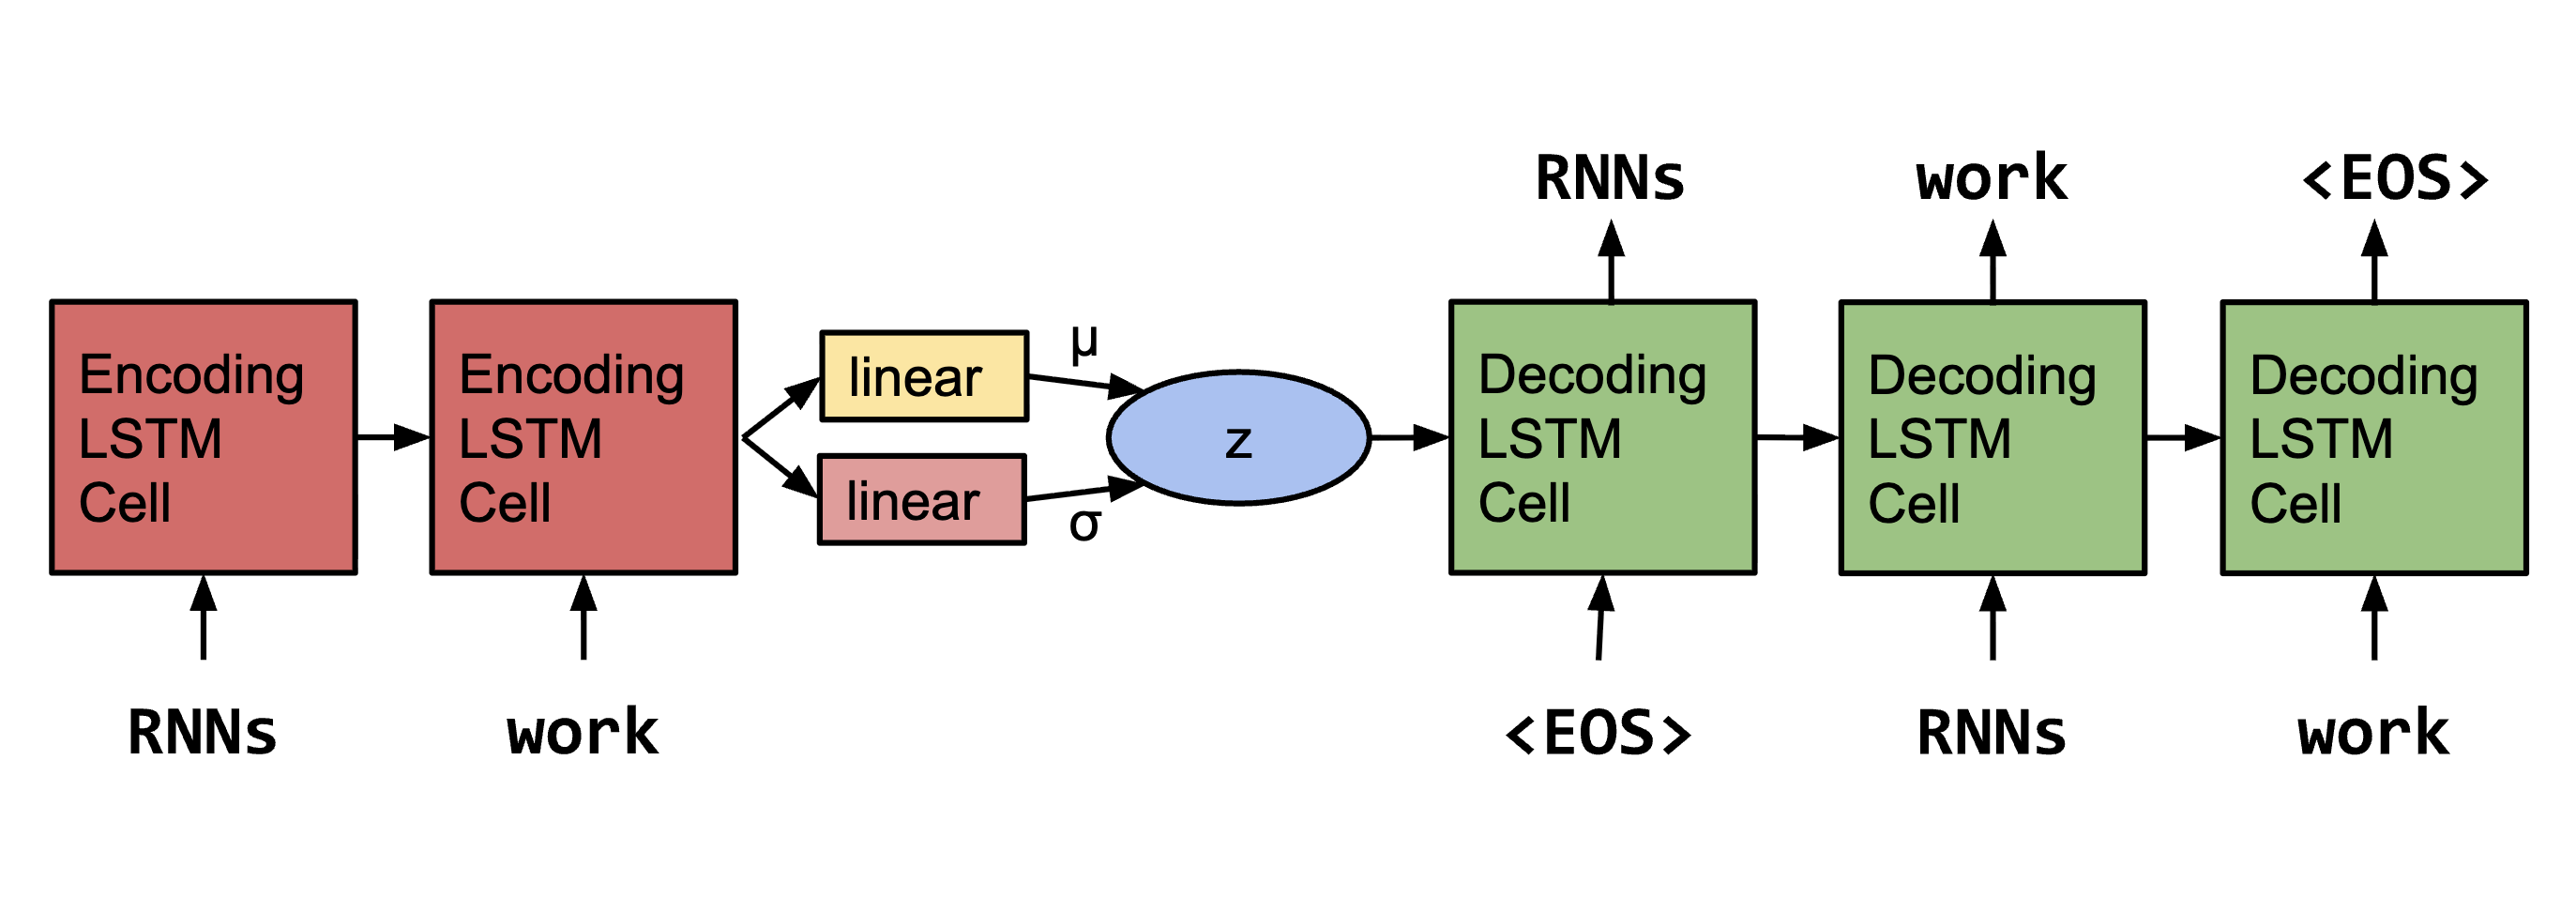 RNNs
work
<EOS>
Encoding
LSTM
Cell
Encoding
LSTM
Cell
linear
μ
linear
σ
z
Decoding
LSTM
Cell
Decoding
LSTM
Cell
Decoding
LSTM
Cell
RNNs
work
<EOS>
RNNs
work